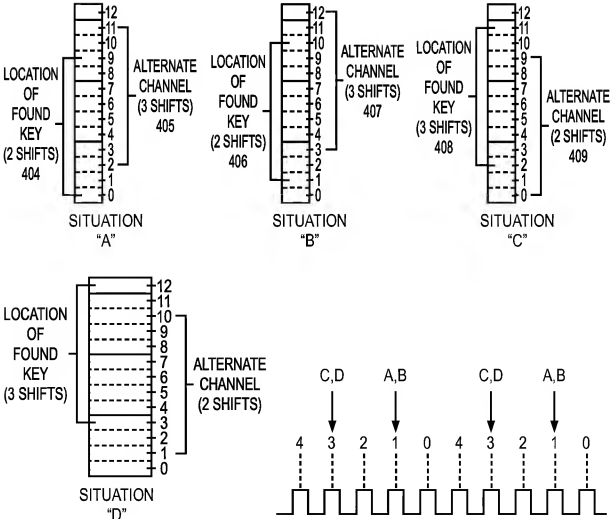 LOCATION
OF
FOUND
KEY
(2 SHIFTS)
404
12
11
10
9
8
7
6
5
4
3
2
1
0
ALTERNATE
CHANNEL
(3 SHIFTS)
405
SITUATION
“A”
LOCATION
OF
FOUND
KEY
(2 SHIFTS)
406
12
11
10
9
8
7
6
5
4
3
2
1
0
ALTERNATE
CHANNEL
(3 SHIFTS)
407
SITUATION
“B”
LOCATION
OF
FOUND
KEY
(3 SHIFTS)
408
12
11
10
9
8
7
6
5
4
3
2
1
0
ALTERNATE
CHANNEL
(2 SHIFTS)
409
SITUATION
“C”
LOCATION
OF
FOUND
KEY
(3 SHIFTS)
12
11
10
9
8
7
6
5
4
3
2
1
0
ALTERNATE
CHANNEL
(2 SHIFTS)
SITUATION
“D”
C,D A,B C,D A,B
4 3 2 1 0 4 3 2 1 0